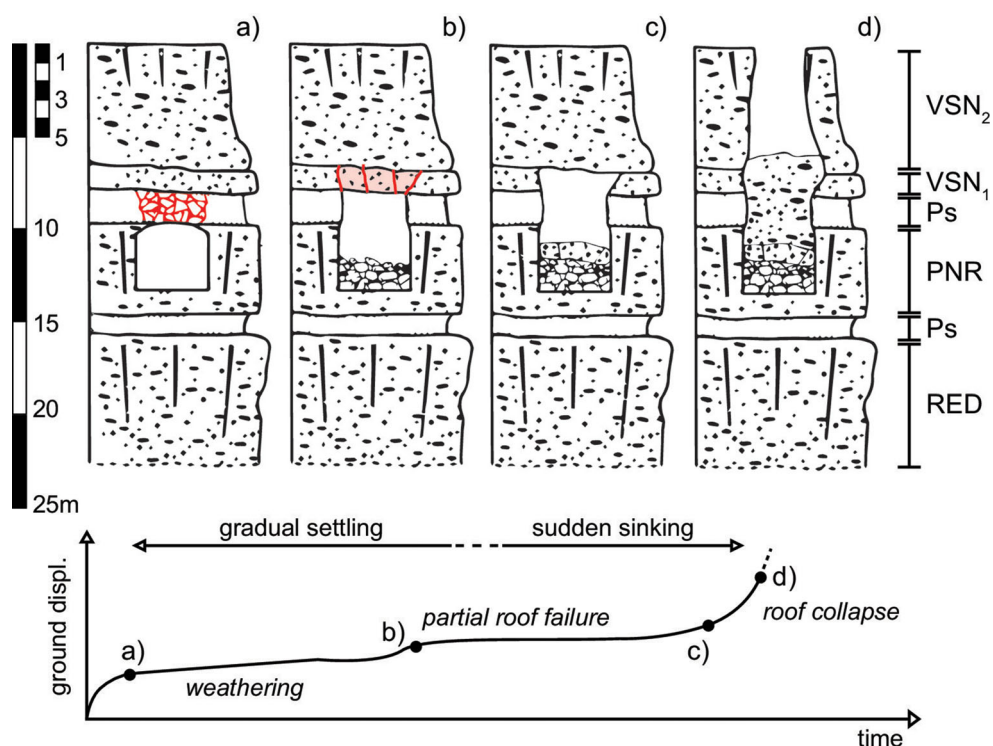 a)
b)
c)
d)
1
3
5
10
15
20
25m
VSN2
VSN1
Ps
PNR
Ps
RED
gradual settling
sudden sinking
ground displ.
a)
weathering
b)
partial roof failure
c)
d)
roof collapse
time